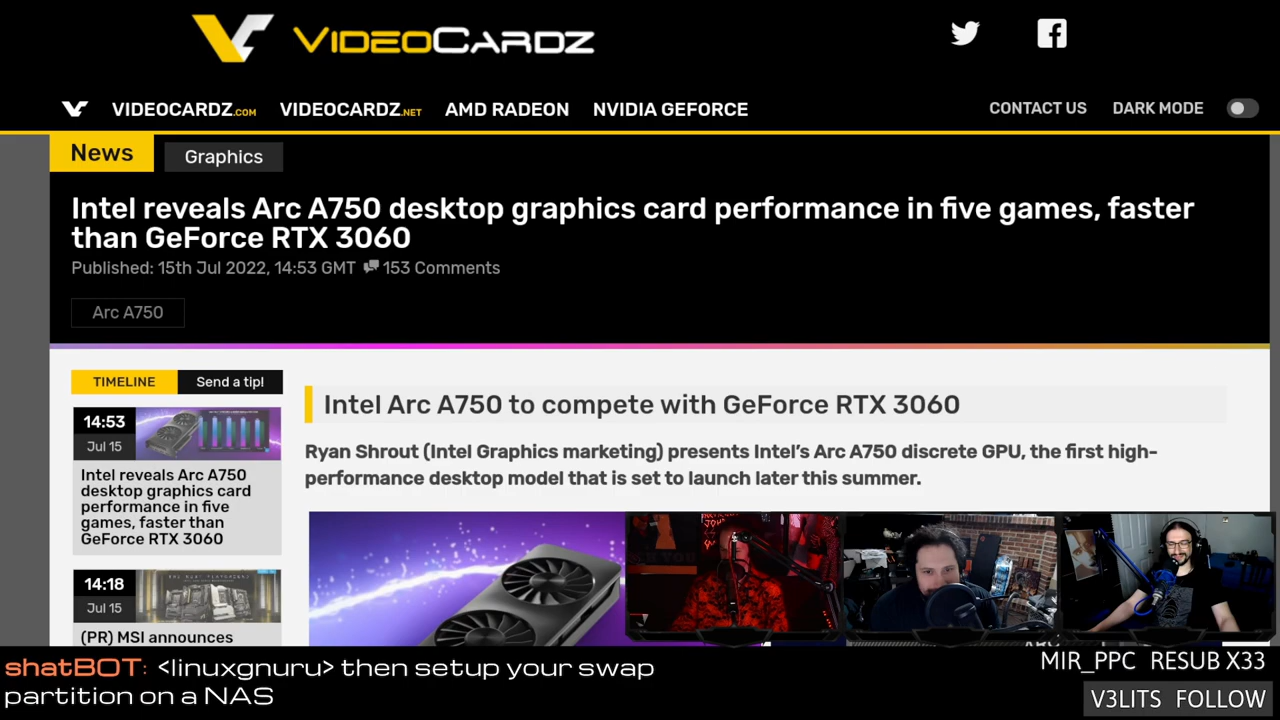 VIDEOCARDZ
VIDEOCARDZ.COM VIDEOCARDZ.NET AMD RADEON NVIDIA GEFORCE CONTACT US DARK MODE
News Graphics
Intel reveals Arc A750 desktop graphics card performance in five games, faster
than GeForce RTX 3060
Published: 15th Jul 2022, 14:53 GMT 153 Comments
Arc A750
TIMELINE Send a tip!
14:53
Jul 15
Intel reveals Arc A750
desktop graphics card
performance in five
games, faster than
GeForce RTX 3060
14:18
Jul 15
(PR) MSI announces
Intel Arc A750 to compete with GeForce RTX 3060
Ryan Shrout (Intel Graphics marketing) presents Intel's Arc A750 discrete GPU, the first high-
performance desktop model that is set to launch later this summer.
shatBOT: <linuxgnuru> then setup your swap
partition on a NAS
MIR_PPC RESUB X33
V3LITS FOLLOW